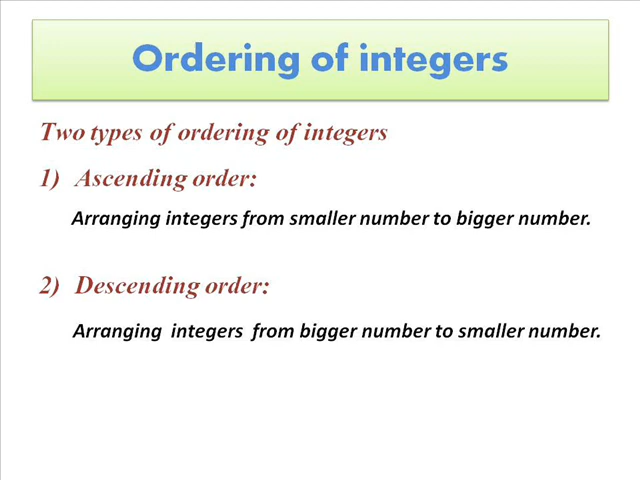 Ordering of integers
Two types of ordering of integers
1) Ascending order:
Arranging integers from smaller number to bigger number.
2) Descending order:
Arranging integers from bigger number to smaller number.